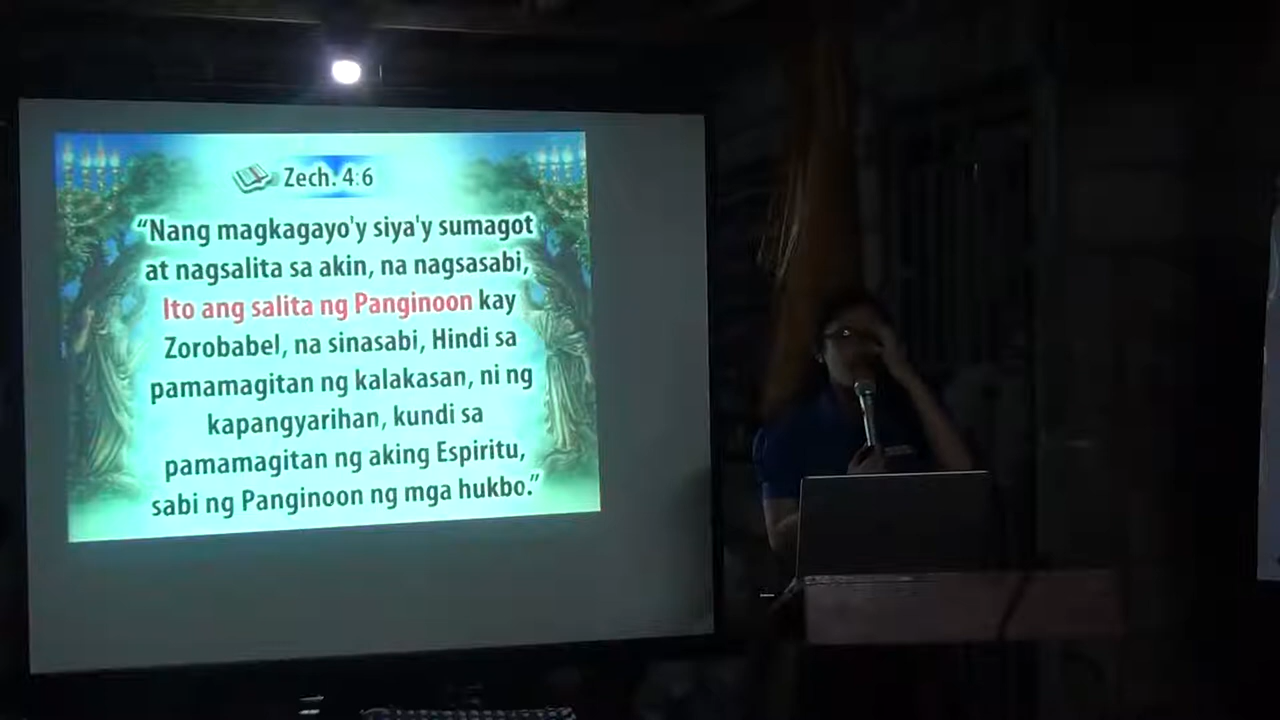 Zech. 4:6
“Nang magkagayo'y siya'y sumagot
at nagsalita sa akin, na nagsasabi,
Ito ang salita ng Panginoon kay
Zorobabel, na sinasabi, Hindi sa
pamamagitan ng kalakasan, ni ng
kapangyarihan, kundi sa
pamamagitan ng aking Espiritu,
sabi ng Panginoon ng mga hukbo.”